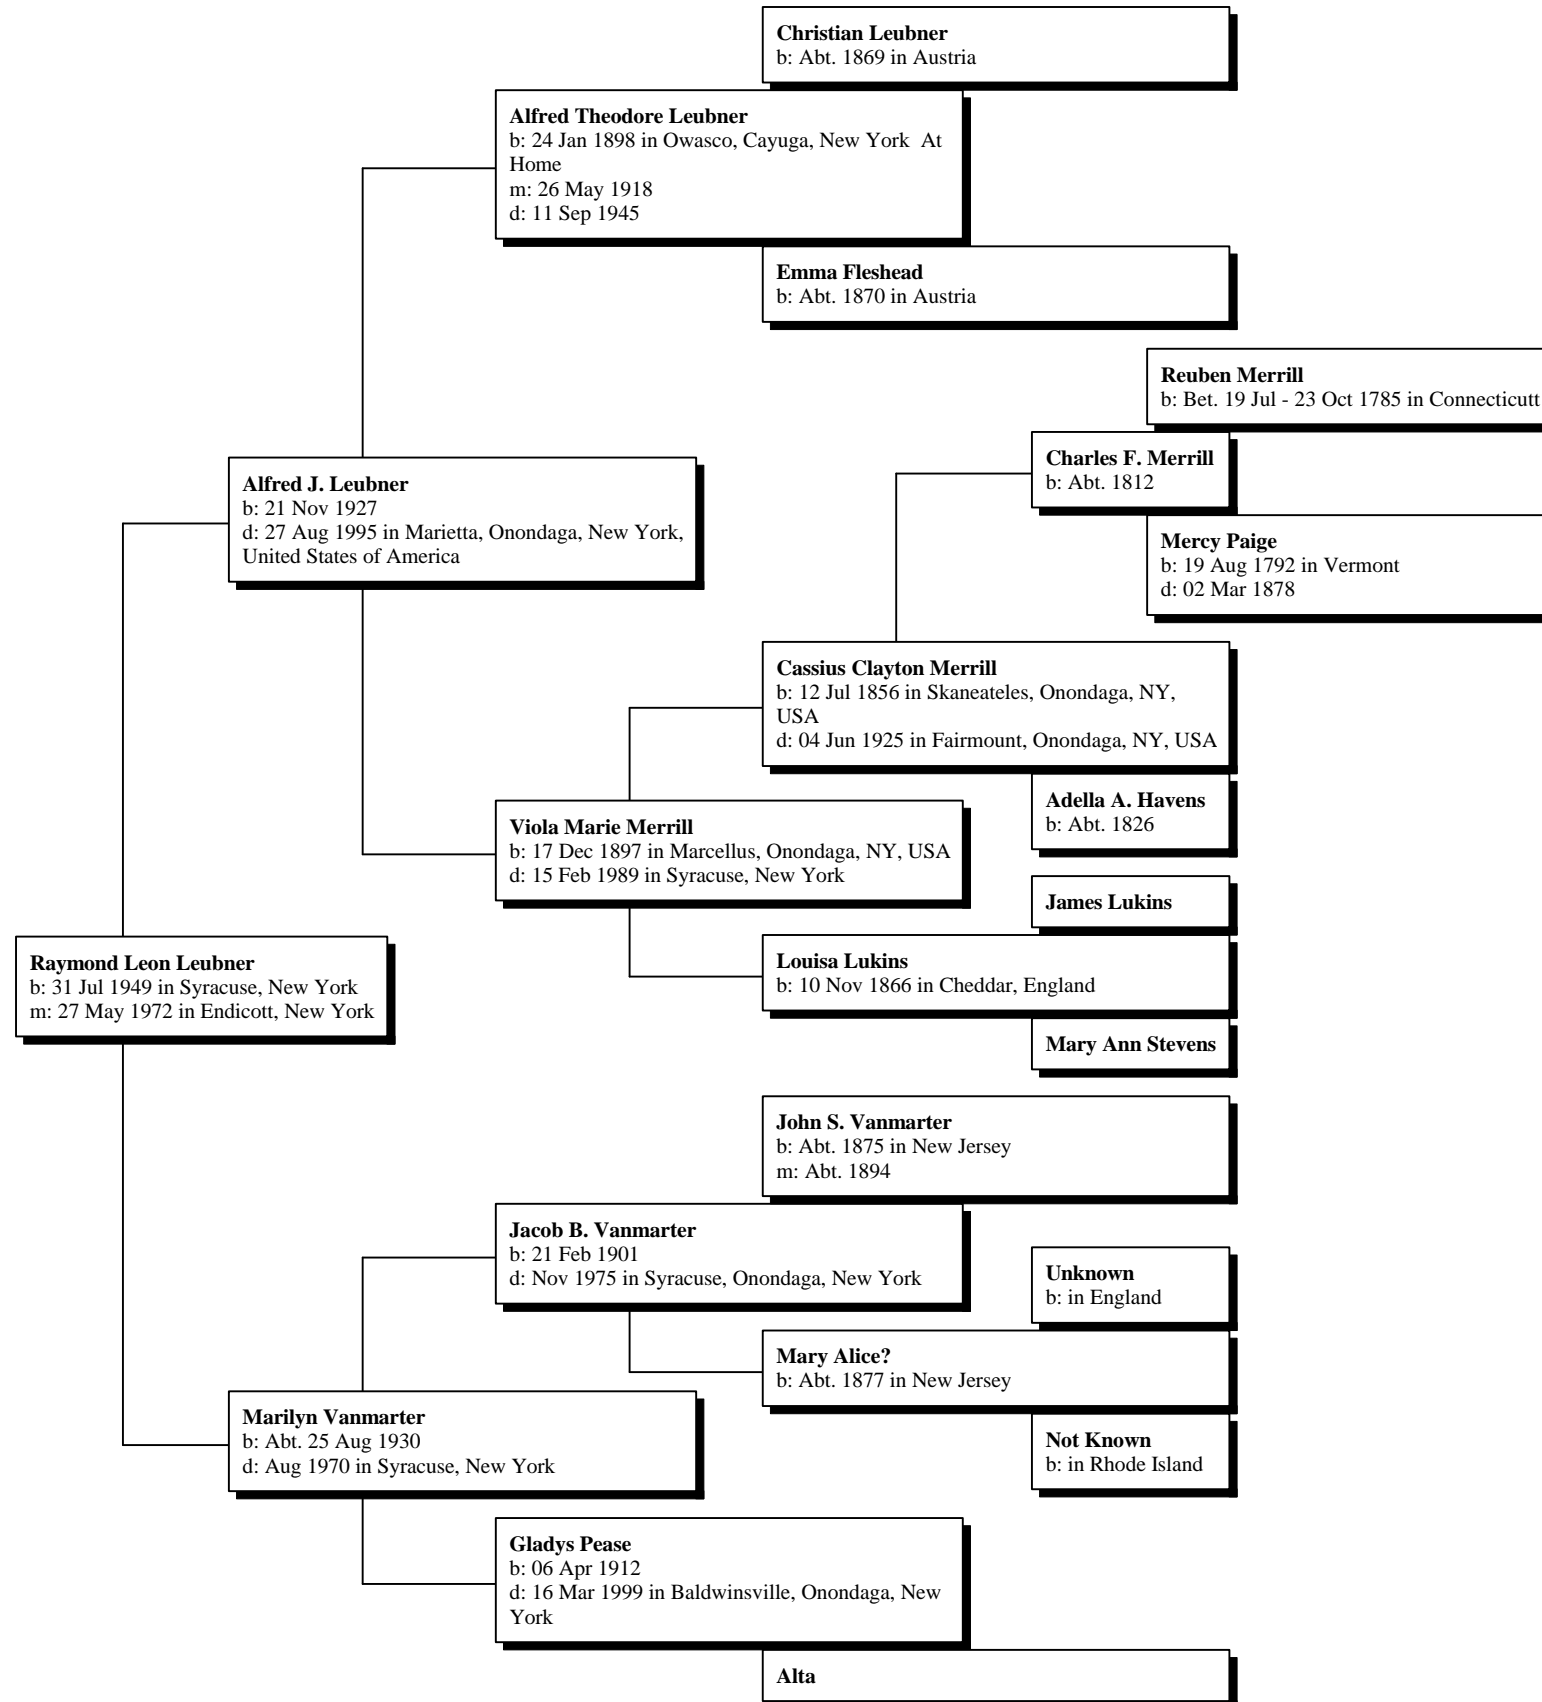 Christian Leubner
b: Abt. 1869 in Austria
Alfred Theodore Leubner
b: 24 Jan 1898 in Owasco, Cayuga, New York  At
Home
m: 26 May 1918
d: 11 Sep 1945
Emma Fleshead
b: Abt. 1870 in Austria
Reuben Merrill
b: Bet. 19 Jul - 23 Oct 1785 in Connecticutt
Charles F. Merrill
b: Abt. 1812
Alfred J. Leubner
b: 21 Nov 1927
d: 27 Aug 1995 in Marietta, Onondaga, New York,
United States of America
Mercy Paige
b: 19 Aug 1792 in Vermont
d: 02 Mar 1878
Cassius Clayton Merrill
b: 12 Jul 1856 in Skaneateles, Onondaga, NY,
USA
d: 04 Jun 1925 in Fairmount, Onondaga, NY, USA
Adella A. Havens
b: Abt. 1826
Viola Marie Merrill
b: 17 Dec 1897 in Marcellus, Onondaga, NY, USA
d: 15 Feb 1989 in Syracuse, New York
James Lukins
Raymond Leon Leubner
b: 31 Jul 1949 in Syracuse, New York
m: 27 May 1972 in Endicott, New York
Louisa Lukins
b: 10 Nov 1866 in Cheddar, England
Mary Ann Stevens
John S. Vanmarter
b: Abt. 1875 in New Jersey
m: Abt. 1894
Jacob B. Vanmarter
b: 21 Feb 1901
d: Nov 1975 in Syracuse, Onondaga, New York
Unknown
b: in England
Mary Alice?
b: Abt. 1877 in New Jersey
Marilyn Vanmarter
b: Abt. 25 Aug 1930
d: Aug 1970 in Syracuse, New York
Not Known
b: in Rhode Island
Gladys Pease
b: 06 Apr 1912
d: 16 Mar 1999 in Baldwinsville, Onondaga, New
York
Alta